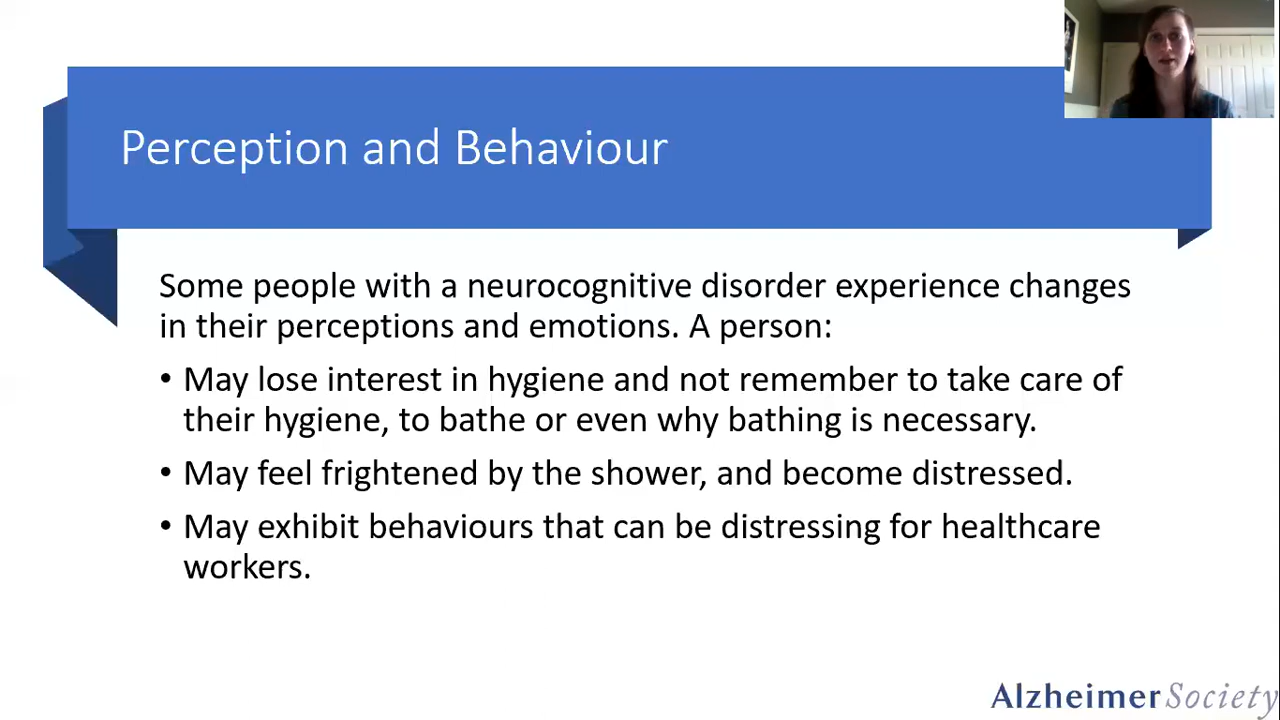 Perception and Behaviour
Some people with a neurocognitive disorder experience changes
in their perceptions and emotions. A person:
• May lose interest in hygiene and not remember to take care of
their hygiene, to bathe or even why bathing is necessary.
• May feel frightened by the shower, and become distressed.
• May exhibit behaviours that can be distressing for healthcare
workers.
Alzheimer Society